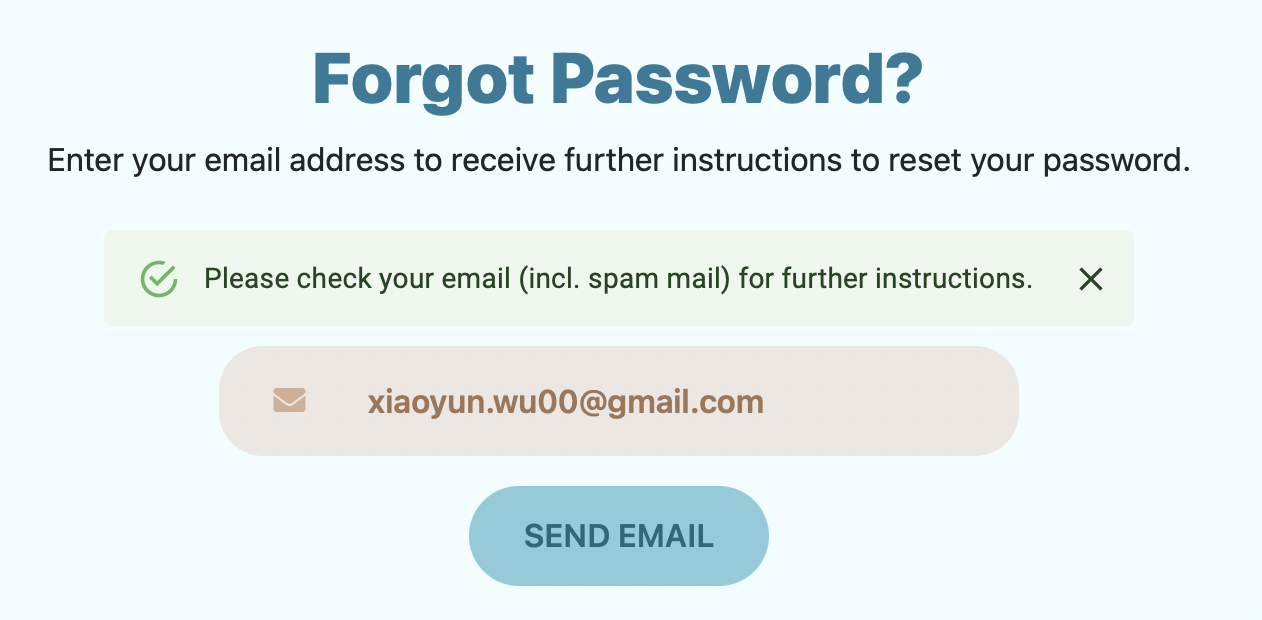 Forgot Password?
Enter your email address to receive further instructions to reset your password.
Please check your email (incl. spam mail) for further instructions.
xiaoyun.wu00@gmail.com
SEND EMAIL